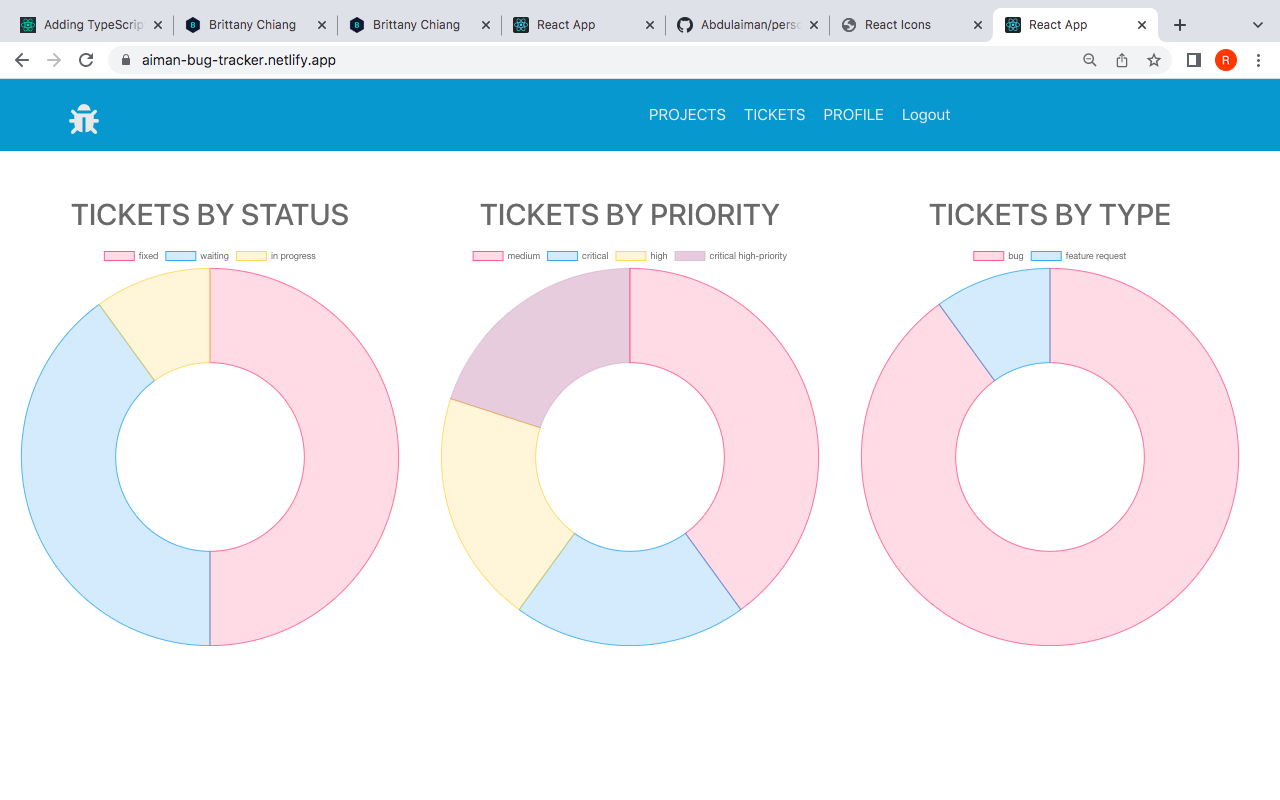 Adding TypeScrip
Brittany Chiang
Brittany Chiang
React App
Abdulaiman/perso
React Icons
React App
aiman-bug-tracker.netlify.app
R
PROJECTS TICKETS PROFILE Logout
TICKETS BY STATUS
fixed waiting in progress
TICKETS BY PRIORITY
medium critical high critical high-priority
TICKETS BY TYPE
bug feature request